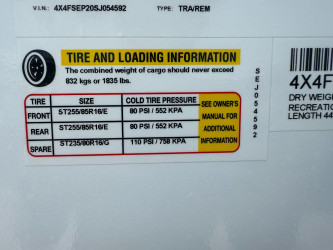 V.I.N.: 4X4FSEP20SJ054592 TYPE: TRA/REM
TIRE AND LOADING INFORMATION
The combined weight of cargo should never exceed
832 kgs or 1835 lbs.
TIRE SIZE COLD TIRE PRESSURE SEE OWNER'S
MANUAL FOR
ADDITIONAL
INFORMATION
FRONT ST255/85R16/E 80 PSI / 552 KPA
REAR ST255/85R16/E 80 PSI / 552 KPA
SPARE ST235/80R16/G 110 PSI / 758 KPA
SEJ054592
4X4F
DRY WEIG
RECREATIO
LENGTH 44